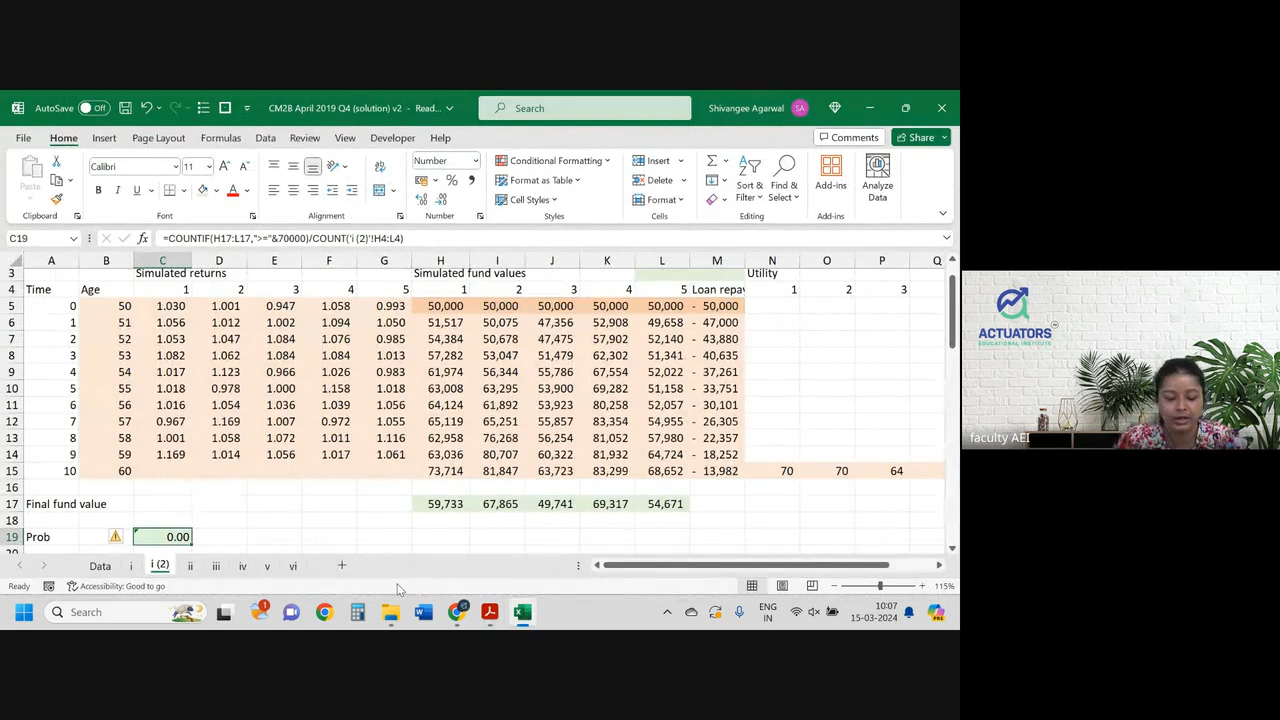 AutoSave Off CM2B April 2019 Q4 (solution) v2 - Read... Search Shivangee Agarwal SA
File Home Insert Page Layout Formulas Data Review View Developer Help Comments Share
Paste Calibri 11 Number Conditional Formatting Insert
B I U Format as Table Delete Sort & Filter Find & Select Add-ins Analyze Data
Cell Styles Format
Clipboard Font Alignment Number Styles Cells Editing Add-ins
C19 =COUNTIF(H17:L17,">="&70000)/COUNT('i (2)'!H4:L4)
A B C D E F G H I J K L M N O P Q
3 Simulated returns Simulated fund values Utility
4 Time Age 1 2 3 4 5 1 2 3 4 5 Loan repay 1 2 3
5 0 50 1.030 1.001 0.947 1.058 0.993 50,000 50,000 50,000 50,000 50,000 - 50,000
6 1 51 1.056 1.012 1.002 1.094 1.050 51,517 50,075 47,356 52,908 49,658 - 47,000
7 2 52 1.053 1.047 1.084 1.076 0.985 54,384 50,678 47,475 57,902 52,140 - 43,880
8 3 53 1.082 1.062 1.084 1.084 1.013 57,282 53,047 51,479 62,302 51,341 - 40,635
9 4 54 1.017 1.123 0.966 1.026 0.983 61,974 56,344 55,786 67,554 52,022 - 37,261
10 5 55 1.018 0.978 1.000 1.158 1.018 63,008 63,295 53,900 69,282 51,158 - 33,751
11 6 56 1.016 1.054 1.036 1.039 1.056 64,124 61,892 53,923 80,258 52,057 - 30,101
12 7 57 0.967 1.169 1.007 0.972 1.055 65,119 65,251 55,857 83,354 54,955 - 26,305
13 8 58 1.001 1.058 1.072 1.011 1.116 62,958 76,268 56,254 81,052 57,980 - 22,357
14 9 59 1.169 1.014 1.056 1.017 1.061 63,036 80,707 60,322 81,932 64,724 - 18,252
15 10 60 73,714 81,847 63,723 83,299 68,652 - 13,982 70 70 64
16
17 Final fund value 59,733 67,865 49,741 69,317 54,671
18
19 Prob 0.00
Data i i (2) ii iii iv v vi
Ready Accessibility: Good to go 115%
Search 1 ENG IN 10:07 15-03-2024
ACTUATORS
EDUCATIONAL INSTITUTE
faculty AEI